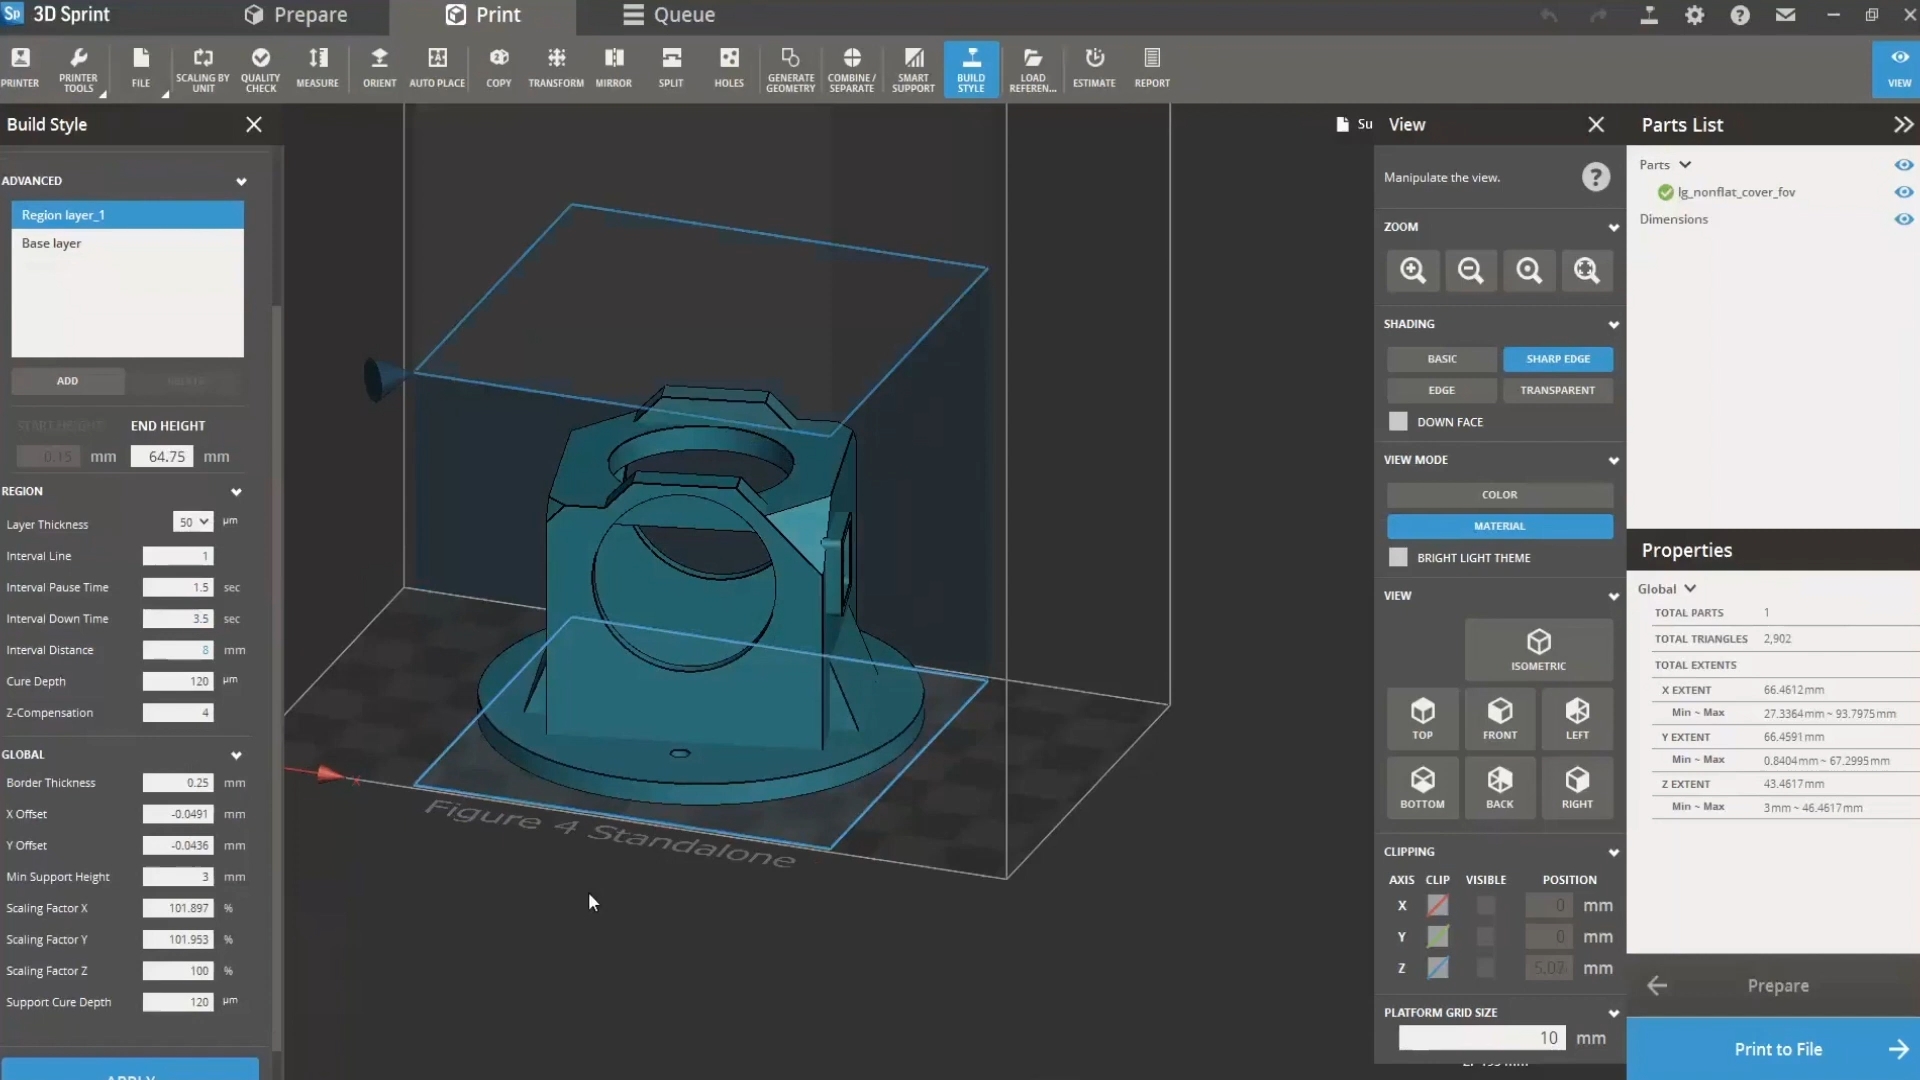 Sp 3D Sprint
Prepare
Print
Queue
PRINTER
PRINTER TOOLS
FILE
SCALING BY UNIT
QUALITY CHECK
MEASURE
ORIENT
AUTO PLACE
COPY
TRANSFORM
MIRROR
SPLIT
HOLES
GENERATE GEOMETRY
COMBINE / SEPARATE
SMART SUPPORT
BUILD STYLE
LOAD REFEREN...
ESTIMATE
REPORT
VIEW
Build Style
ADVANCED
Region layer_1
Base layer
ADD
DELETE
START HEIGHT
END HEIGHT
0.15 mm
64.75 mm
REGION
Layer Thickness 50 µm
Interval Line 1
Interval Pause Time 1.5 sec
Interval Down Time 3.5 sec
Interval Distance 8 mm
Cure Depth 120 µm
Z-Compensation 4
GLOBAL
Border Thickness 0.25 mm
X Offset -0.0491 mm
Y Offset -0.0436 mm
Min Support Height 3 mm
Scaling Factor X 101.897 %
Scaling Factor Y 101.953 %
Scaling Factor Z 100 %
Support Cure Depth 120 µm
APPLY
X
Figure 4 Standalone
Su
View
Manipulate the view.
?
ZOOM
SHADING
BASIC
SHARP EDGE
EDGE
TRANSPARENT
DOWN FACE
VIEW MODE
COLOR
MATERIAL
BRIGHT LIGHT THEME
VIEW
ISOMETRIC
TOP
FRONT
LEFT
BOTTOM
BACK
RIGHT
CLIPPING
AXIS CLIP VISIBLE POSITION
X 0 mm
Y 0 mm
Z 5.07 mm
PLATFORM GRID SIZE
10 mm
Parts List
Parts
lg_nonflat_cover_fov
Dimensions
Properties
Global
TOTAL PARTS 1
TOTAL TRIANGLES 2,902
TOTAL EXTENTS
X EXTENT 66.4612mm
Min ~ Max 27.3364mm ~ 93.7975mm
Y EXTENT 66.4591mm
Min ~ Max 0.8404mm ~ 67.2995mm
Z EXTENT 43.4617mm
Min ~ Max 3mm ~ 46.4617mm
Prepare
Print to File